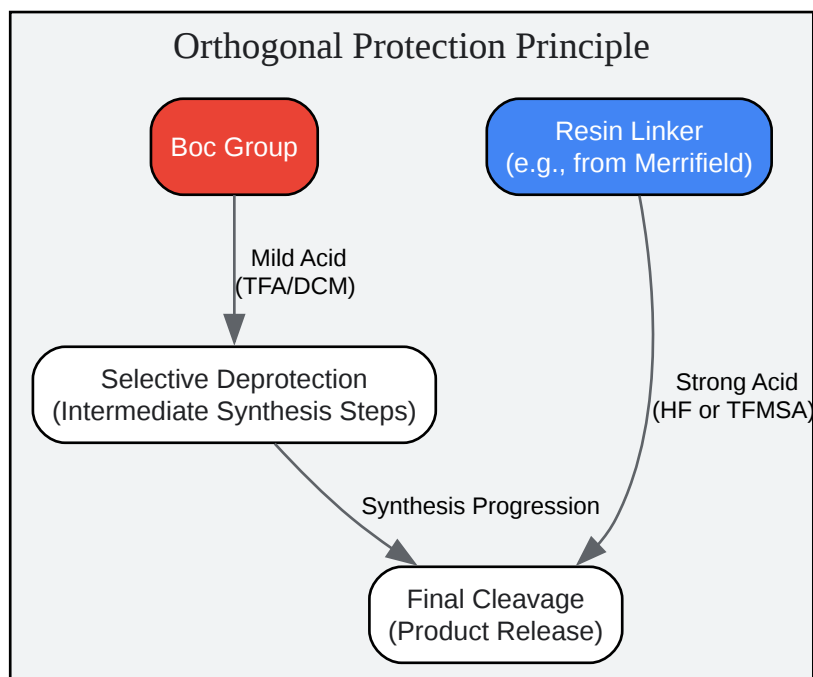 Orthogonal Protection Principle
Boc Group
Resin Linker
(e.g., from Merrifield)
Mild Acid
(TFA/DCM)
Selective Deprotection
(Intermediate Synthesis Steps)
Strong Acid
(HF or TFMSA)
Synthesis Progression
Final Cleavage
(Product Release)